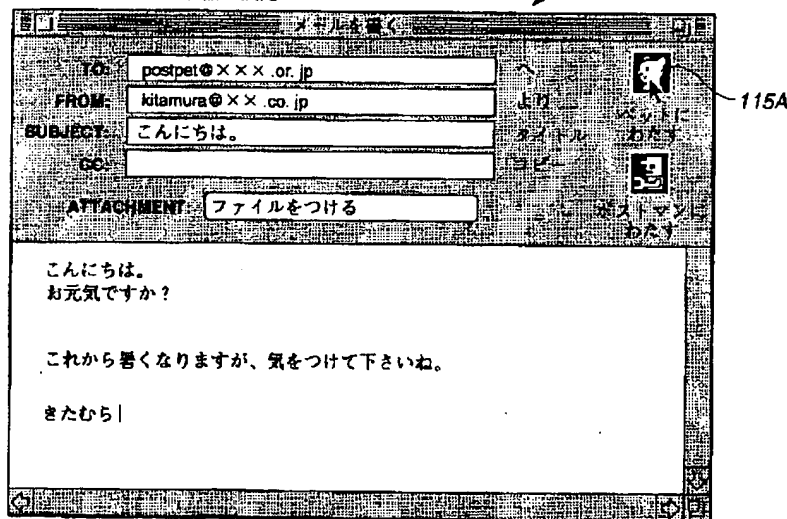 メールを書く
TO: postpet@×××.or.jp へ
FROM: kitamura@××.co.jp より
SUBJECT: こんにちは。 タイトル
CC: コピー
ATTACHMENT: ファイルをつける
ペットに
わたす
115A
ポストマンに
わたす
こんにちは。
お元気ですか?
これから暑くなりますが、気をつけて下さいね。
きたむら